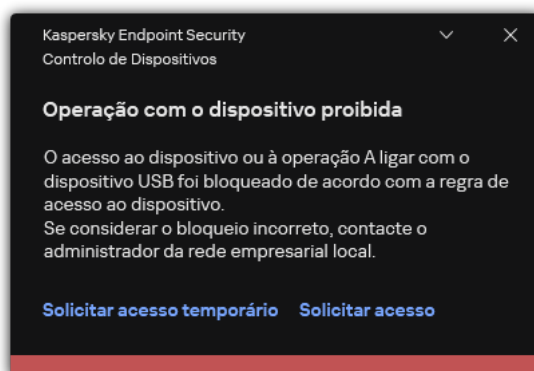 Kaspersky Endpoint Security
Controlo de Dispositivos
Operação com o dispositivo proibida
O acesso ao dispositivo ou à operação A ligar com o
dispositivo USB foi bloqueado de acordo com a regra de
acesso ao dispositivo.
Se considerar o bloqueio incorreto, contacte o
administrador da rede empresarial local.
Solicitar acesso temporário Solicitar acesso